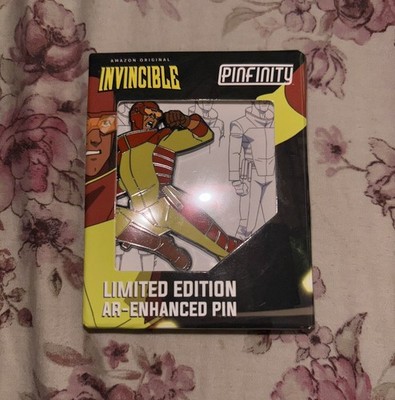 AMAZON ORIGINAL
INVINCIBLE
PINFINITY
LIMITED EDITION
AR-ENHANCED PIN